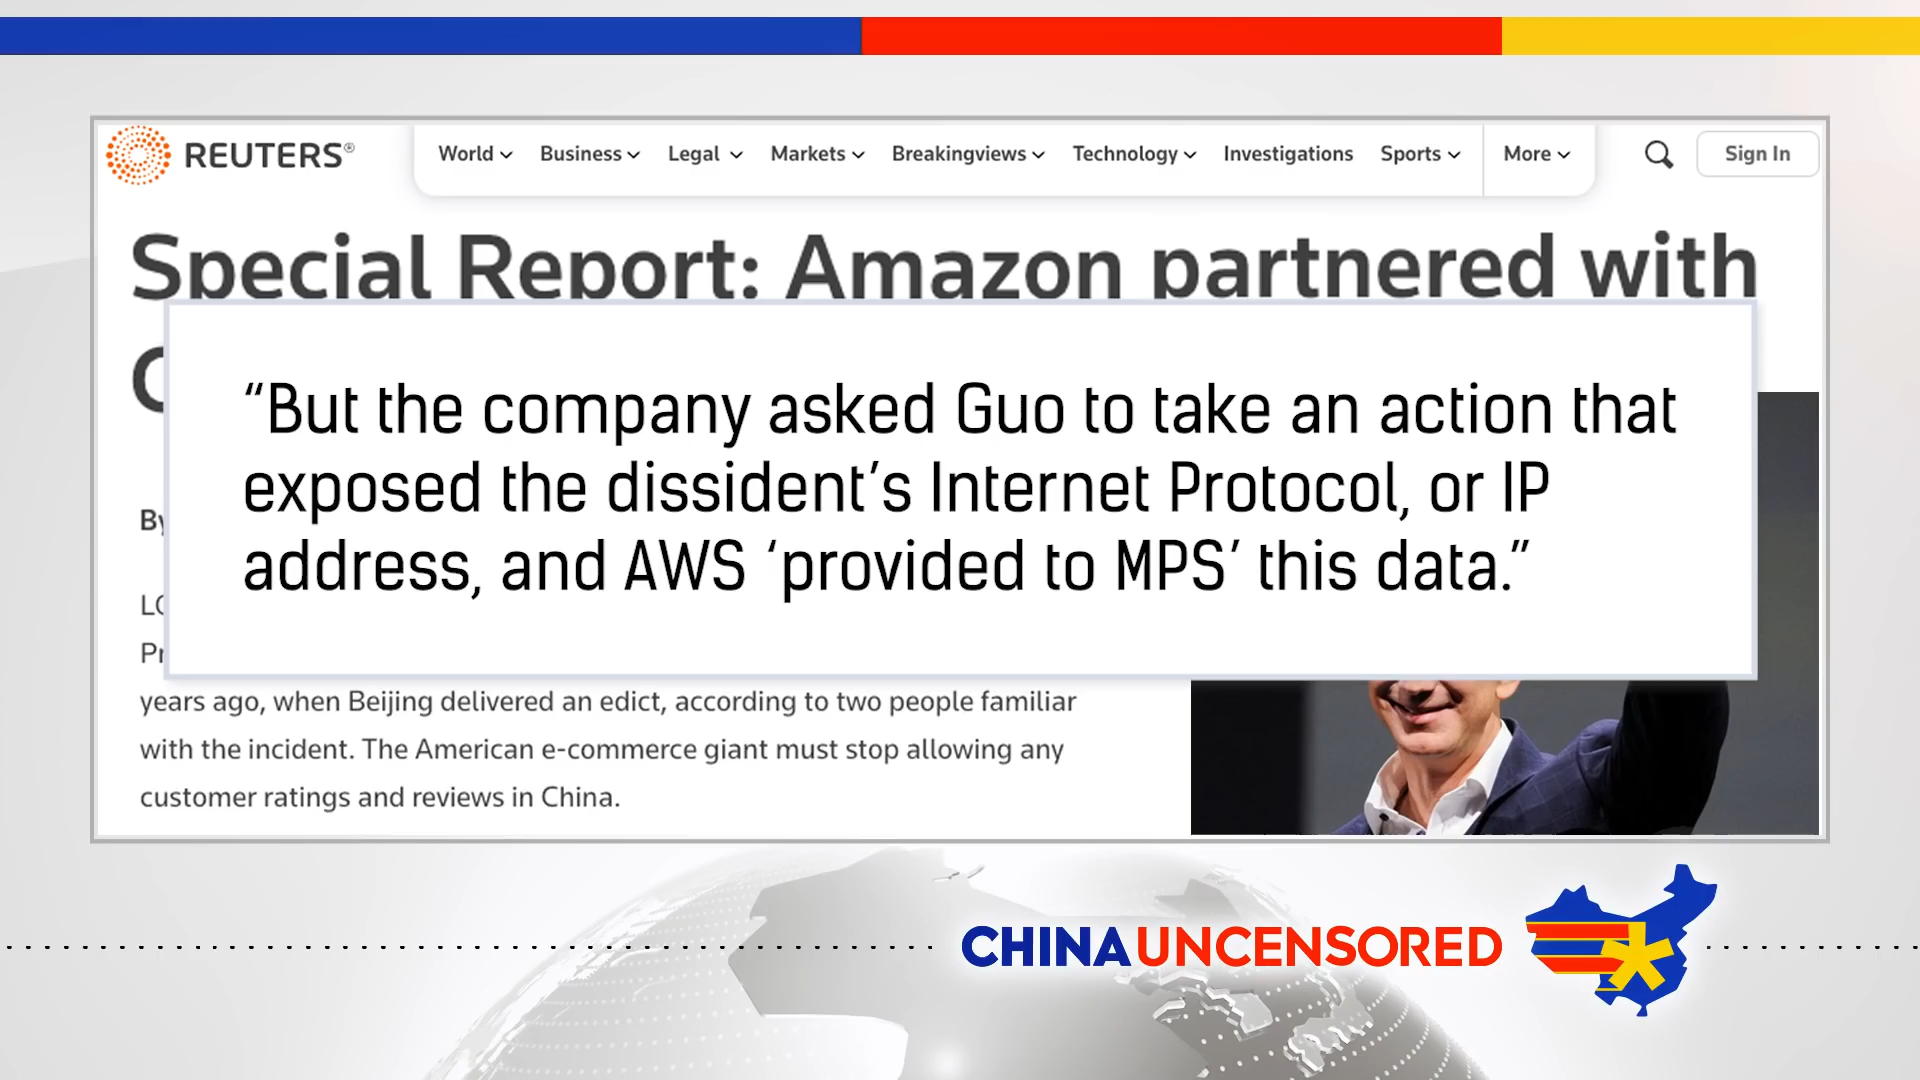 REUTERS®
World Business Legal Markets Breakingviews Technology Investigations Sports More Sign In
Special Report: Amazon partnered with
“But the company asked Guo to take an action that
exposed the dissident’s Internet Protocol, or IP
address, and AWS ‘provided to MPS’ this data.”
By
years ago, when Beijing delivered an edict, according to two people familiar
with the incident. The American e-commerce giant must stop allowing any
customer ratings and reviews in China.
CHINAUNCENSORED